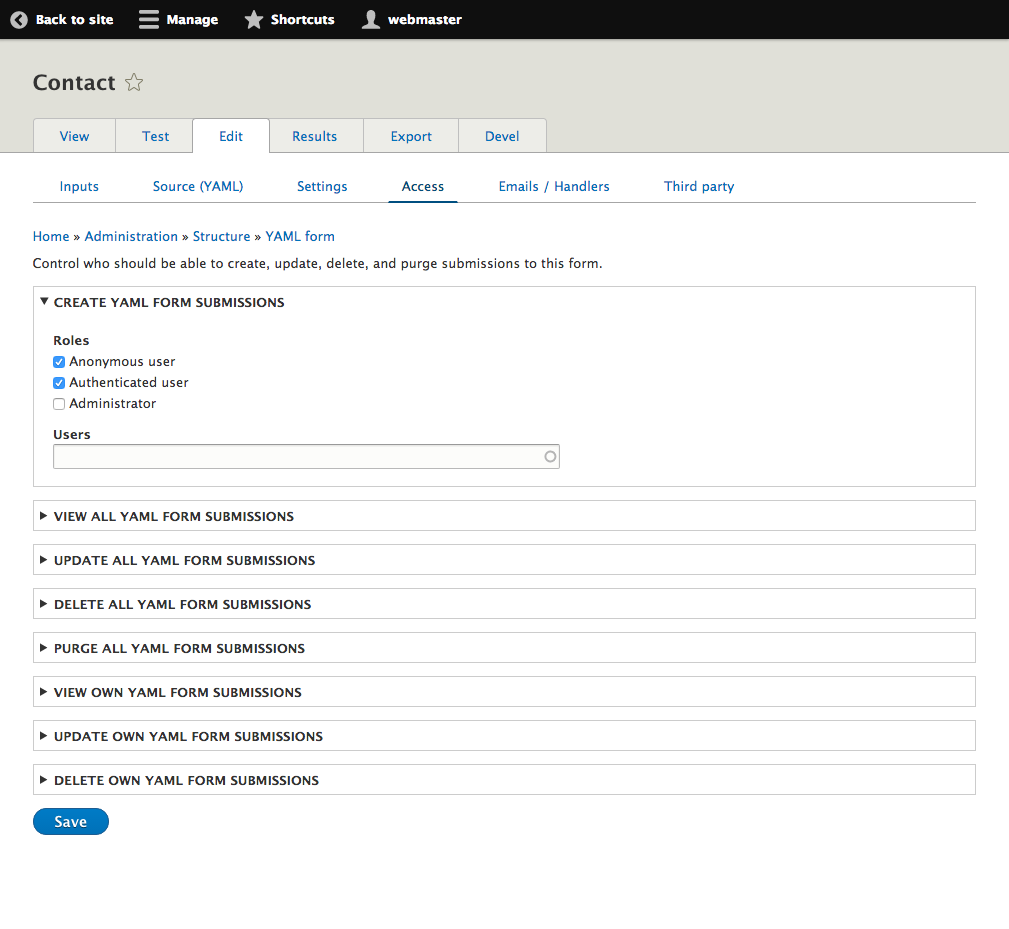 Back to site Manage Shortcuts webmaster
Contact
View Test Edit Results Export Devel
Inputs Source (YAML) Settings Access Emails / Handlers Third party
Home » Administration » Structure » YAML form
Control who should be able to create, update, delete, and purge submissions to this form.
CREATE YAML FORM SUBMISSIONS
Roles
Anonymous user
Authenticated user
Administrator
Users
VIEW ALL YAML FORM SUBMISSIONS
UPDATE ALL YAML FORM SUBMISSIONS
DELETE ALL YAML FORM SUBMISSIONS
PURGE ALL YAML FORM SUBMISSIONS
VIEW OWN YAML FORM SUBMISSIONS
UPDATE OWN YAML FORM SUBMISSIONS
DELETE OWN YAML FORM SUBMISSIONS
Save